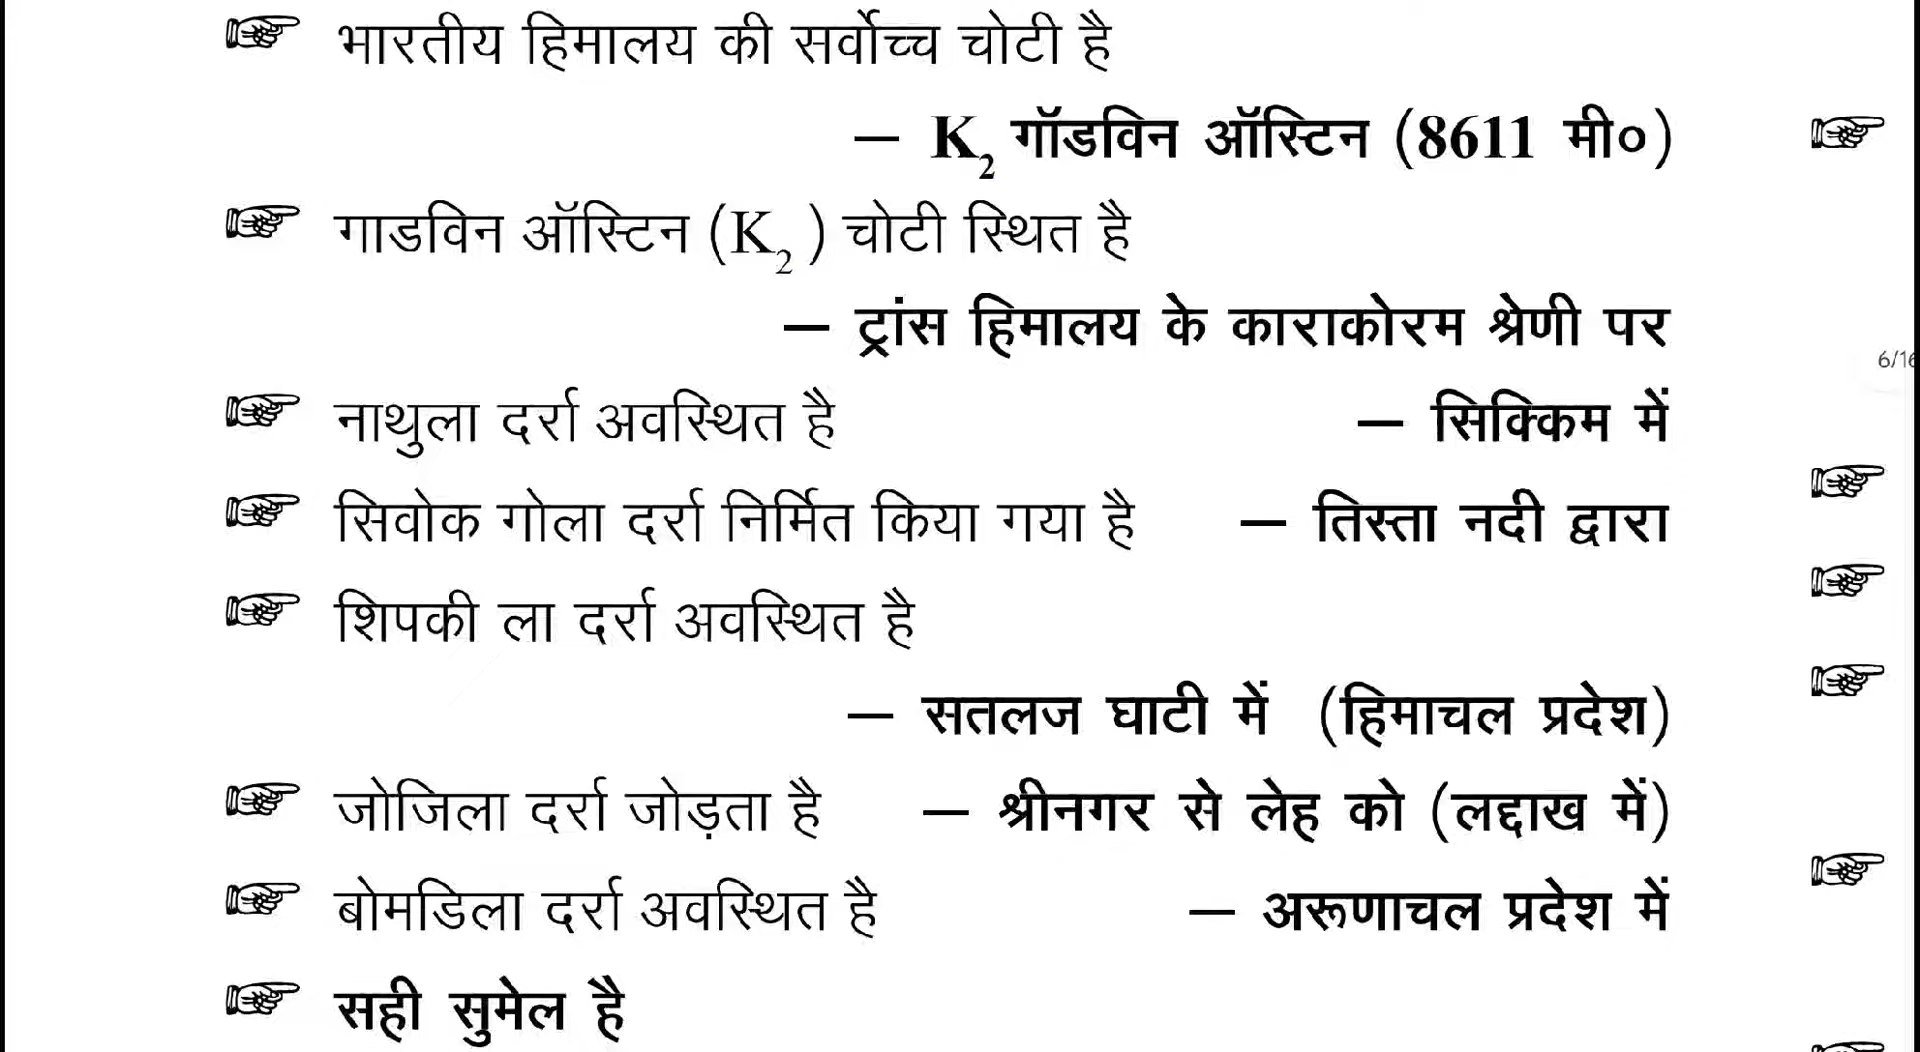 ☞ भारतीय हिमालय की सर्वोच्च चोटी है
— K₂ गॉडविन ऑस्टिन (8611 मी०)
☞ गाडविन ऑस्टिन (K₂) चोटी स्थित है
— ट्रांस हिमालय के काराकोरम श्रेणी पर
☞ नाथुला दर्रा अवस्थित है — सिक्किम में
☞ सिवोक गोला दर्रा निर्मित किया गया है — तिस्ता नदी द्वारा
☞ शिपकी ला दर्रा अवस्थित है
— सतलज घाटी में (हिमाचल प्रदेश)
☞ जोजिला दर्रा जोड़ता है — श्रीनगर से लेह को (लद्दाख में)
☞ बोमडिला दर्रा अवस्थित है — अरूणाचल प्रदेश में
☞ सही सुमेल है
6/16